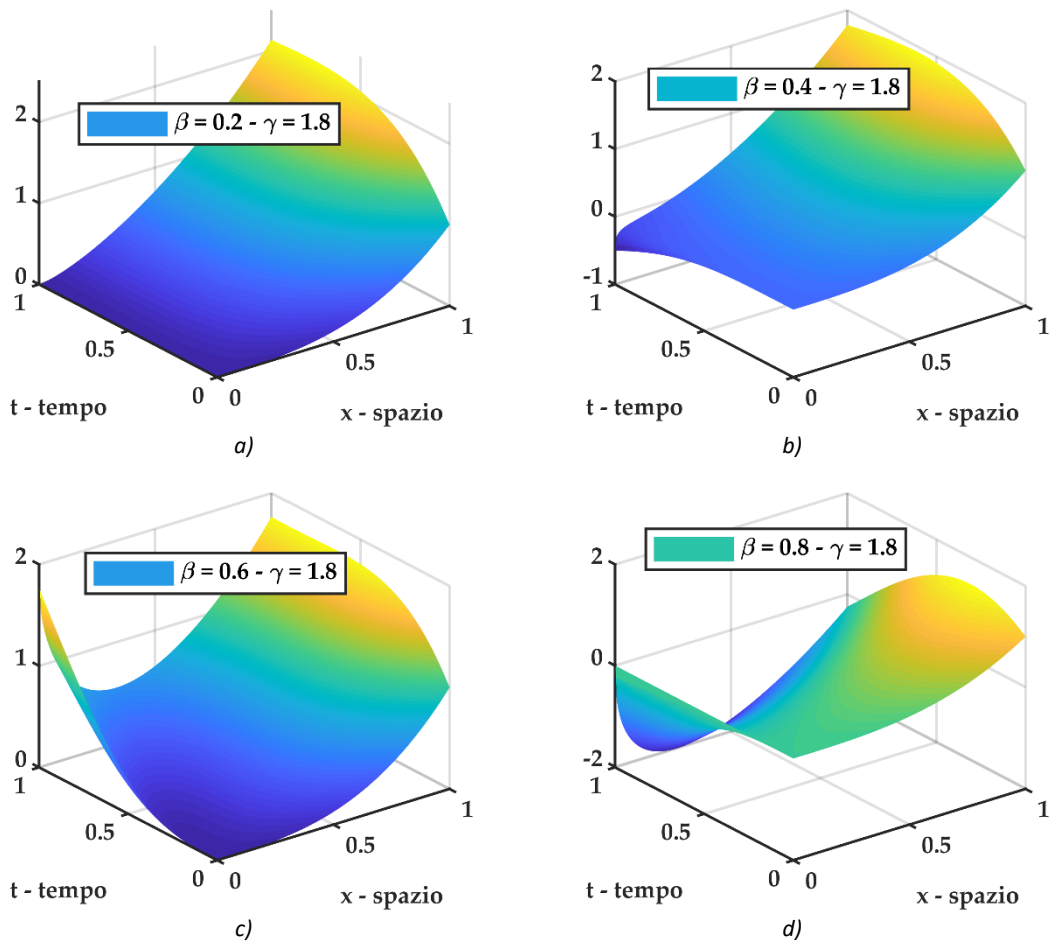 β = 0.2 - γ = 1.8
2
1
0
1
0.5
0
0
0.5
1
t - tempo
x - spazio
a)
β = 0.4 - γ = 1.8
2
1
0
-1
1
0.5
0
0
0.5
1
t - tempo
x - spazio
b)
β = 0.6 - γ = 1.8
2
1
0
1
0.5
0
0
0.5
1
t - tempo
x - spazio
c)
β = 0.8 - γ = 1.8
2
0
-2
1
0.5
0
0
0.5
1
t - tempo
x - spazio
d)